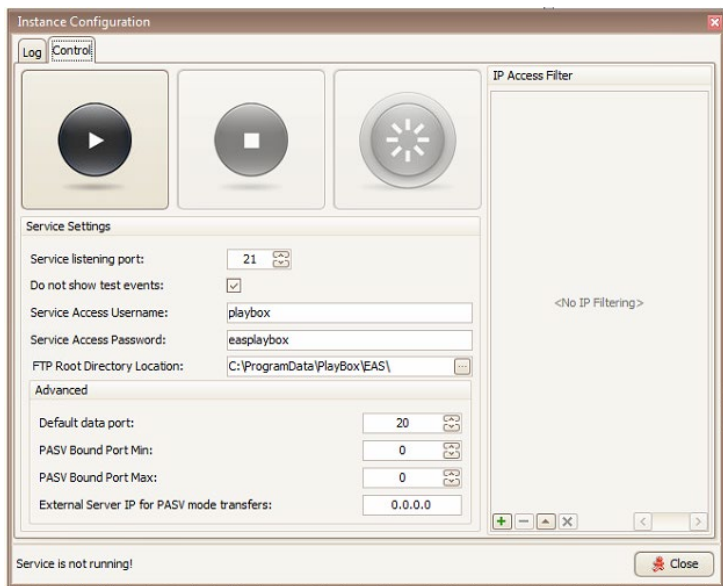 Instance Configuration
Log Control
IP Access Filter
Service Settings
Service listening port: 21
Do not show test events:
Service Access Username: playbox
Service Access Password: easplaybox
FTP Root Directory Location: C:\ProgramData\PlayBox\EAS\ ...
<No IP Filtering>
Advanced
Default data port: 20
PASV Bound Port Min: 0
PASV Bound Port Max: 0
External Server IP for PASV mode transfers: 0.0.0.0
Service is not running!
Close